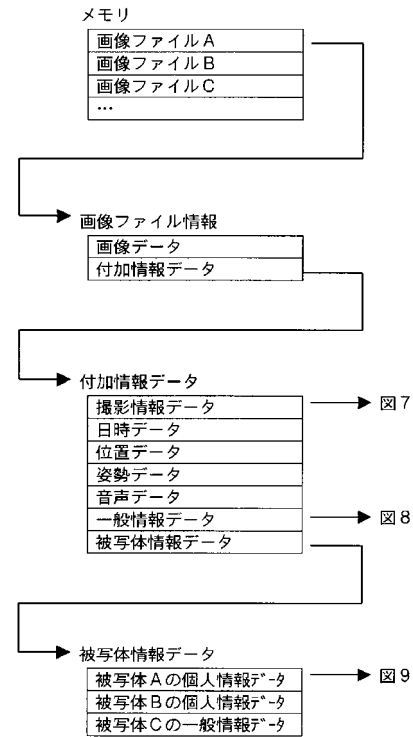 メモリ
画像ファイルA
画像ファイルB
画像ファイルC
…
画像ファイル情報
画像データ
付加情報データ
付加情報データ
撮影情報データ 図7
日時データ
位置データ
姿勢データ
音声データ
一般情報データ 図8
被写体情報データ
被写体情報データ
被写体Aの個人情報ﾃﾞｰﾀ 図9
被写体Bの個人情報ﾃﾞｰﾀ
被写体Cの一般情報ﾃﾞｰﾀ